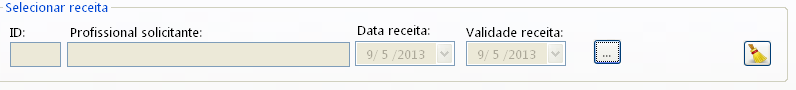 Selecionar receita
ID: Profissional solicitante: Data receita: Validade receita:
9/ 5 /2013 9/ 5 /2013 ...